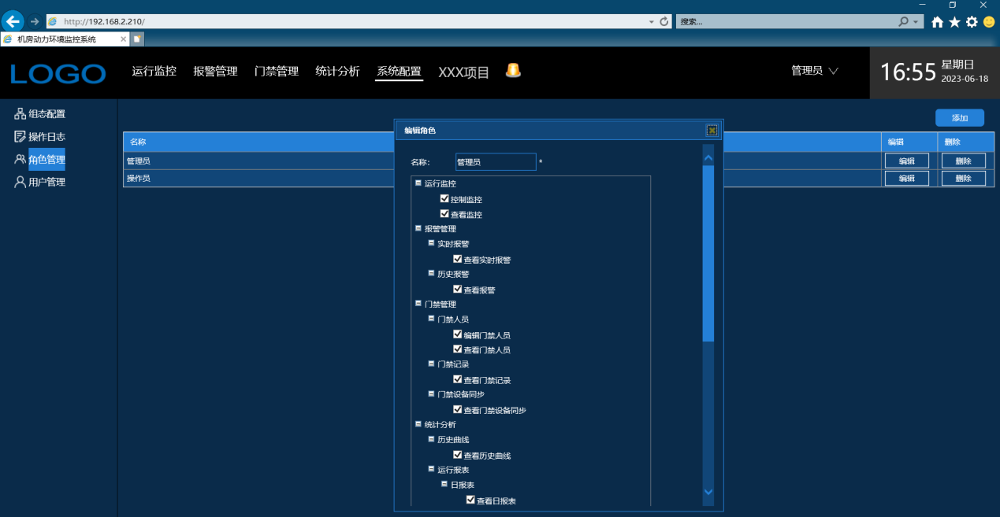 http://192.168.2.210/
搜索...
机房动力环境监控系统
LOGO
运行监控 报警管理 门禁管理 统计分析 系统配置 XXX项目
管理员
16:55
星期日
2023-06-18
组态配置
操作日志
角色管理
用户管理
添加
名称 编辑 删除
管理员 编辑 删除
操作员 编辑 删除
编辑角色
名称: 管理员 *
运行监控
控制监控
查看监控
报警管理
实时报警
查看实时报警
历史报警
查看报警
门禁管理
门禁人员
编辑门禁人员
查看门禁人员
门禁记录
查看门禁记录
门禁设备同步
查看门禁设备同步
统计分析
历史曲线
查看历史曲线
运行报表
日报表
查看日报表